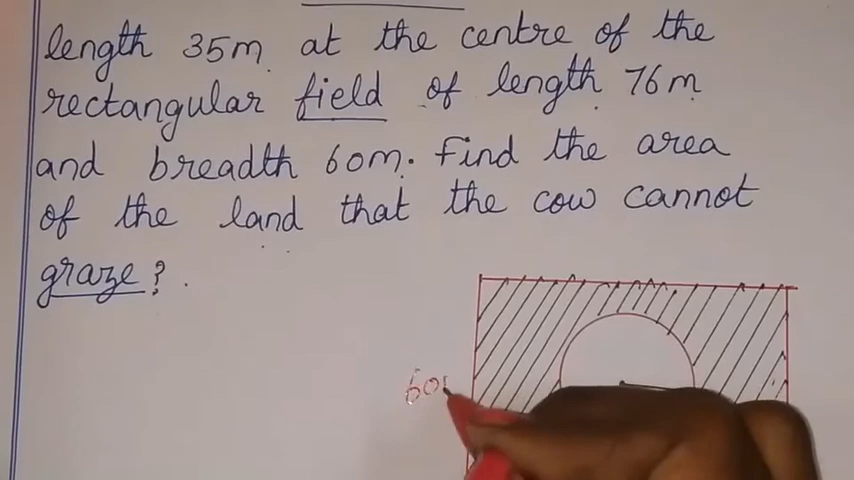 length 35m at the centre of the
rectangular field of length 76m
and breadth 60m. Find the area
of the land that the cow cannot
graze?
60